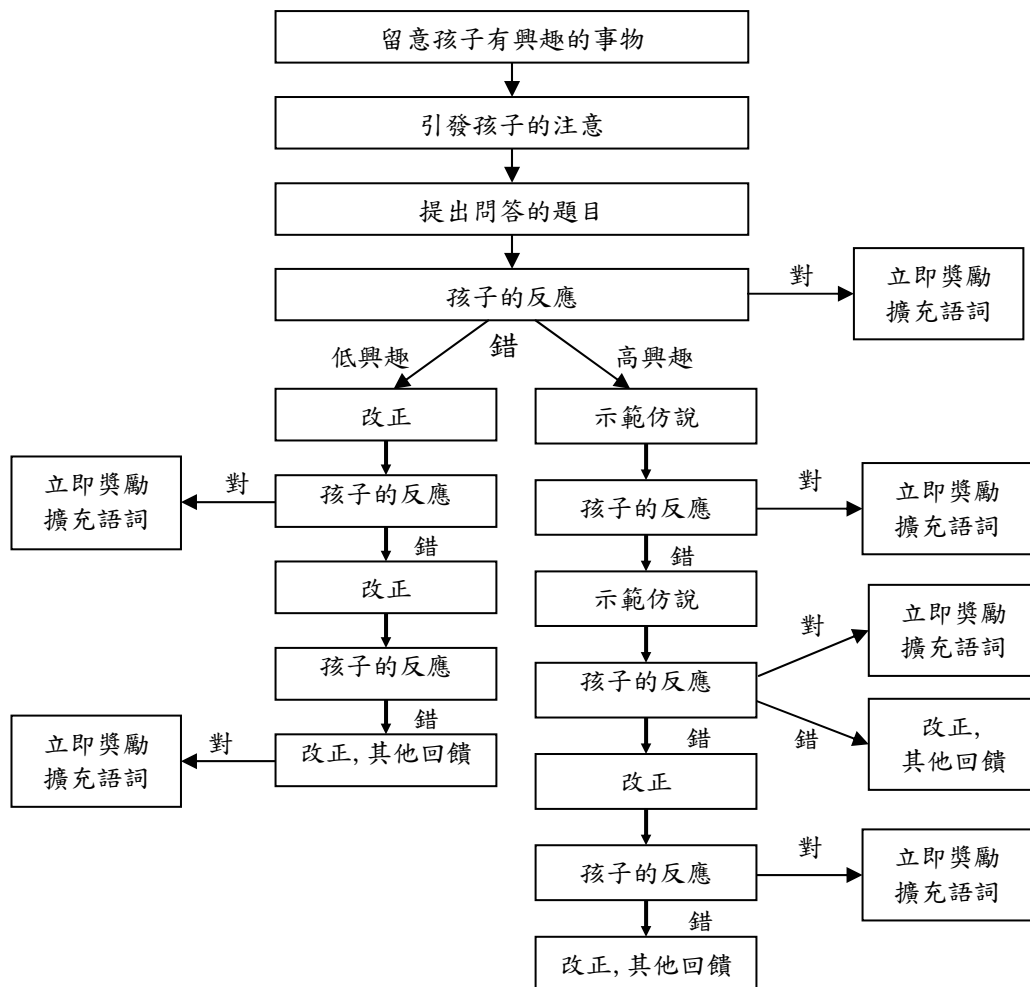 留意孩子有興趣的事物
引發孩子的注意
提出問答的題目
孩子的反應
對
立即獎勵
擴充語詞
錯
低興趣
高興趣
改正
示範仿說
立即獎勵
擴充語詞
對
孩子的反應
孩子的反應
對
立即獎勵
擴充語詞
錯
錯
改正
示範仿說
對
立即獎勵
擴充語詞
孩子的反應
孩子的反應
錯
錯
錯
改正,
其他回饋
立即獎勵
擴充語詞
對
改正, 其他回饋
改正
孩子的反應
對
立即獎勵
擴充語詞
錯
改正, 其他回饋